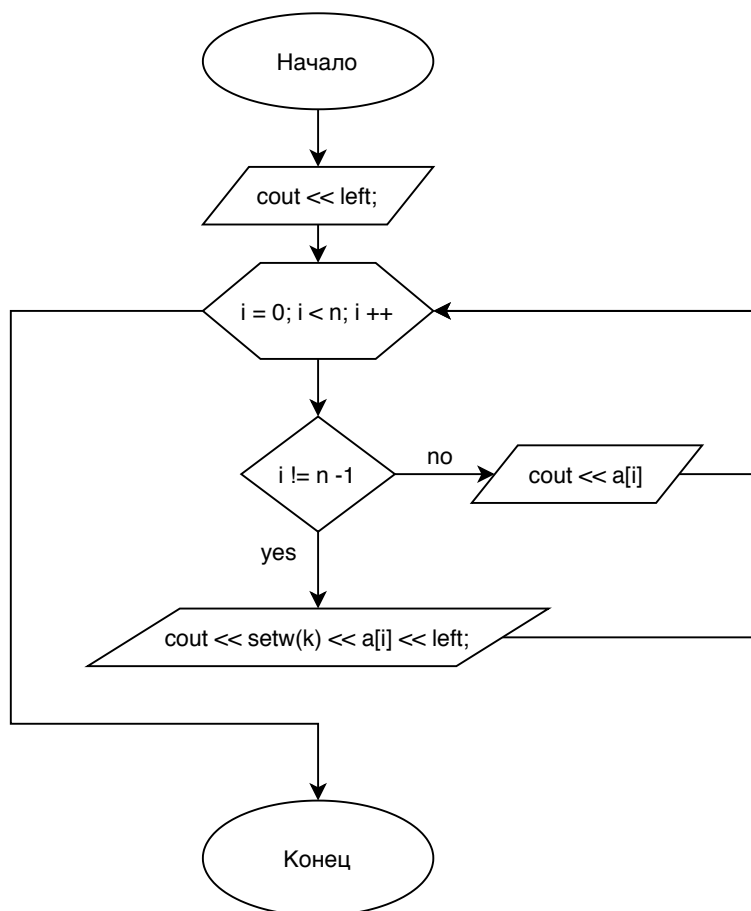 Начало
cout << left;
i = 0; i < n; i ++
i != n -1
no
cout << a[i]
yes
cout << setw(k) << a[i] << left;
Конец